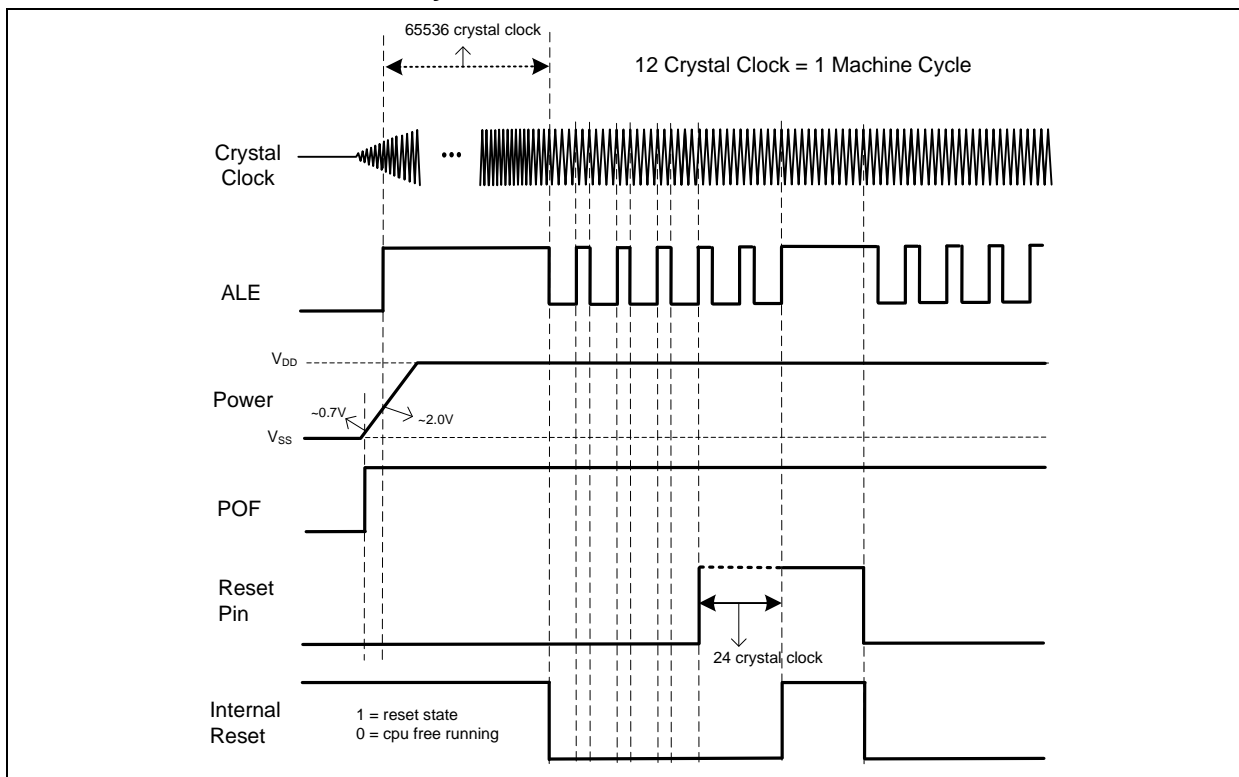 65536 crystal clock
12 Crystal Clock = 1 Machine Cycle
Crystal
Clock
...
ALE
VDD
Power
~0.7V
~2.0V
VSS
POF
Reset
Pin
24 crystal clock
Internal
Reset
1 = reset state
0 = cpu free running